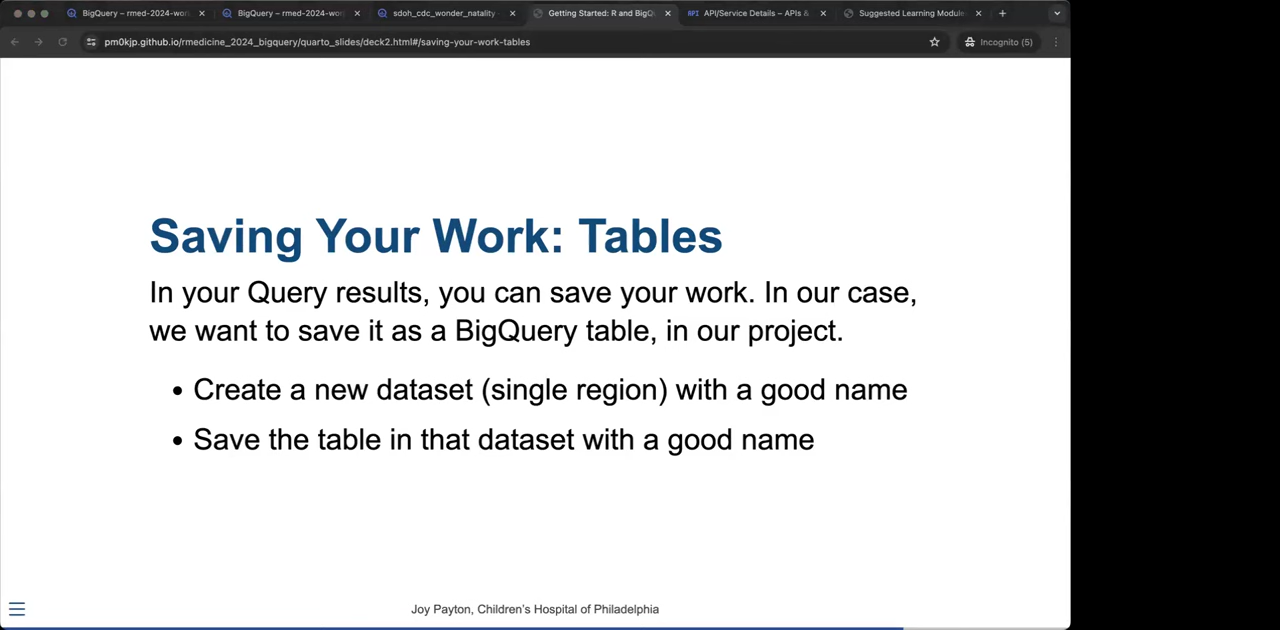 BigQuery – rmed-2024-wor
BigQuery – rmed-2024-wor
sdoh_cdc_wonder_natality
Getting Started: R and BigQu
API API/Service Details – APIs &
Suggested Learning Module
pm0kjp.github.io/rmedicine_2024_bigquery/quarto_slides/deck2.html#/saving-your-work-tables
Incognito (5)
Saving Your Work: Tables
In your Query results, you can save your work. In our case,
we want to save it as a BigQuery table, in our project.
• Create a new dataset (single region) with a good name
• Save the table in that dataset with a good name
Joy Payton, Children's Hospital of Philadelphia